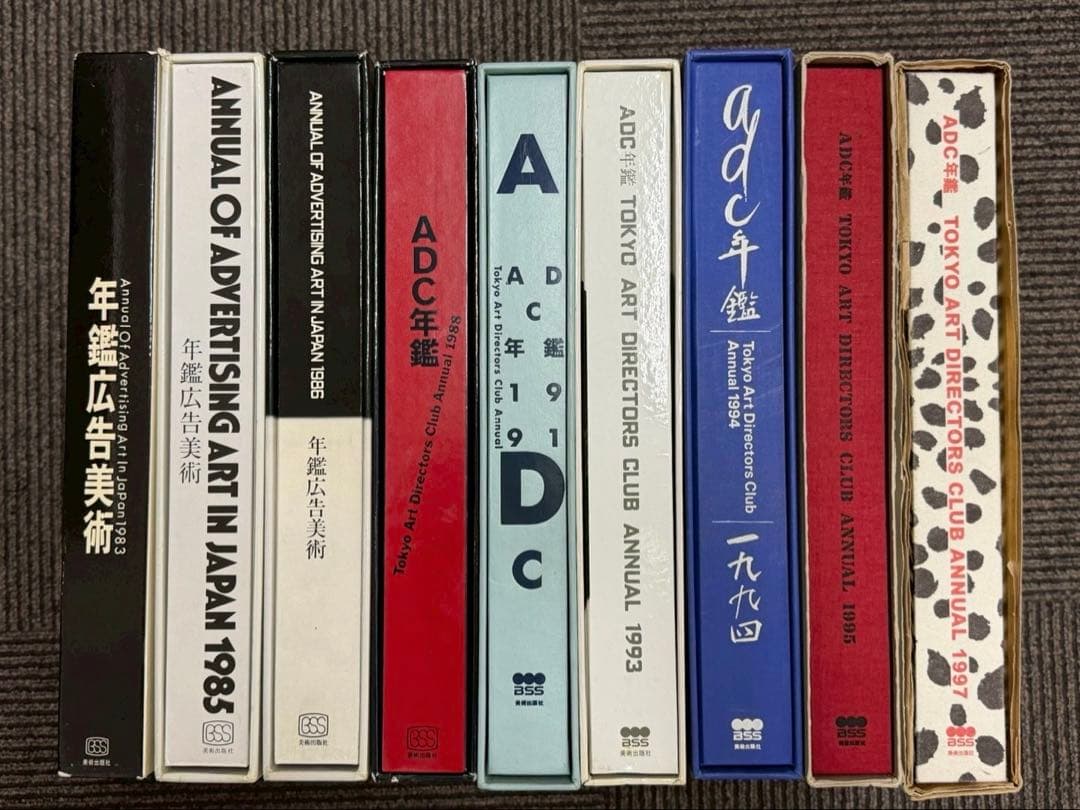 年鑑広告美術
Annual Of Advertising Art In Japan 1983
BSS
美術出版社
ANNUAL OF ADVERTISING ART IN JAPAN 1985
年鑑広告美術
BSS
美術出版社
ANNUAL OF ADVERTISING ART IN JAPAN 1986
年鑑広告美術
BSS
美術出版社
ADC年鑑
Tokyo Art Directors Club Annual 1988
BSS
美術出版社
A
D
C
A D
C
年鑑
1 9
9 1
Tokyo Art Directors Club Annual
BSS
美術出版社
ADC年鑑 TOKYO ART DIRECTORS CLUB ANNUAL 1993
BSS
美術出版社
adc年鑑
Tokyo Art Directors Club
Annual 1994
一九九四
BSS
美術出版社
ADC年鑑 TOKYO ART DIRECTORS CLUB ANNUAL 1995
BSS
美術出版社
ADC年鑑 TOKYO ART DIRECTORS CLUB ANNUAL 1997
BSS
美術出版社